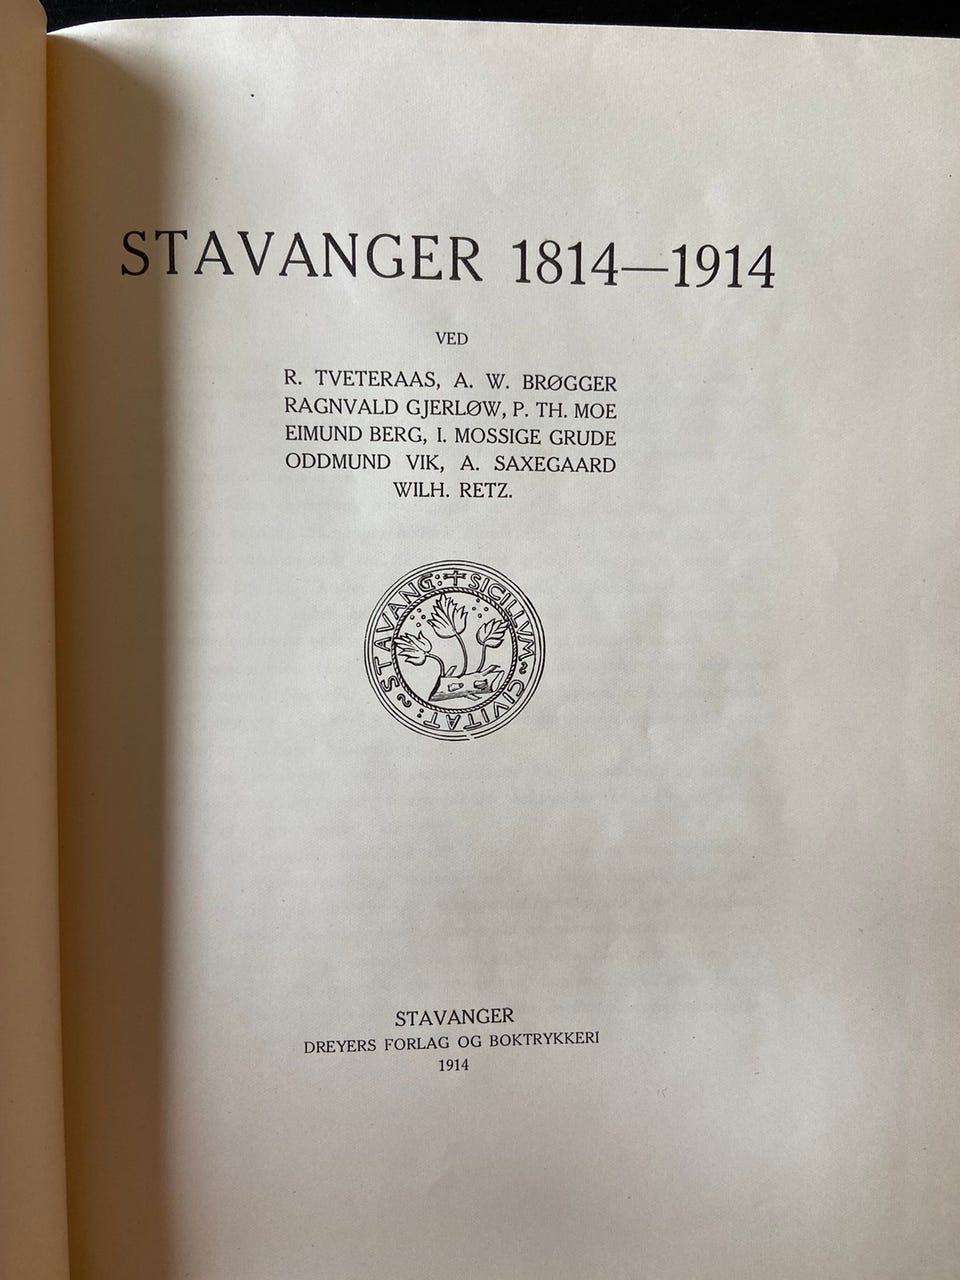 STAVANGER 1814—1914
VED
R. TVETERAAS, A. W. BRØGGER
RAGNVALD GJERLØW, P. TH. MOE
EIMUND BERG, I. MOSSIGE GRUDE
ODDMUND VIK, A. SAXEGAARD
WILH. RETZ.
SICILLVM ~ CIVITAT: ~ STAVANG:
STAVANGER
DREYERS FORLAG OG BOKTRYKKERI
1914